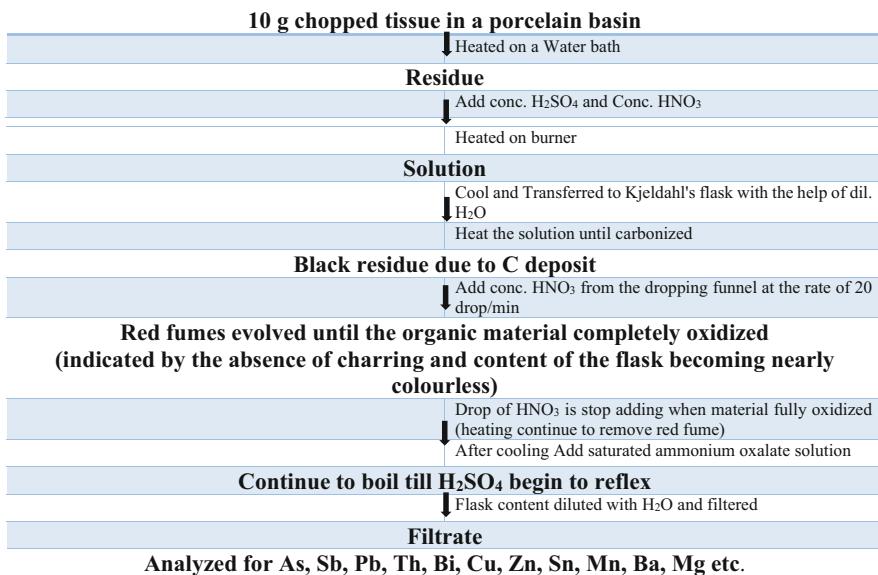 10 g chopped tissue in a porcelain basin
Heated on a Water bath
Residue
Add conc. H₂SO₄ and Conc. HNO₃
Heated on burner
Solution
Cool and Transferred to Kjeldahl's flask with the help of dil.
H₂O
Heat the solution until carbonized
Black residue due to C deposit
Add conc. HNO₃ from the dropping funnel at the rate of 20
drop/min
Red fumes evolved until the organic material completely oxidized
(indicated by the absence of charring and content of the flask becoming nearly
colourless)
Drop of HNO₃ is stop adding when material fully oxidized
(heating continue to remove red fume)
After cooling Add saturated ammonium oxalate solution
Continue to boil till H₂SO₄ begin to reflex
Flask content diluted with H₂O and filtered
Filtrate
Analyzed for As, Sb, Pb, Th, Bi, Cu, Zn, Sn, Mn, Ba, Mg etc.